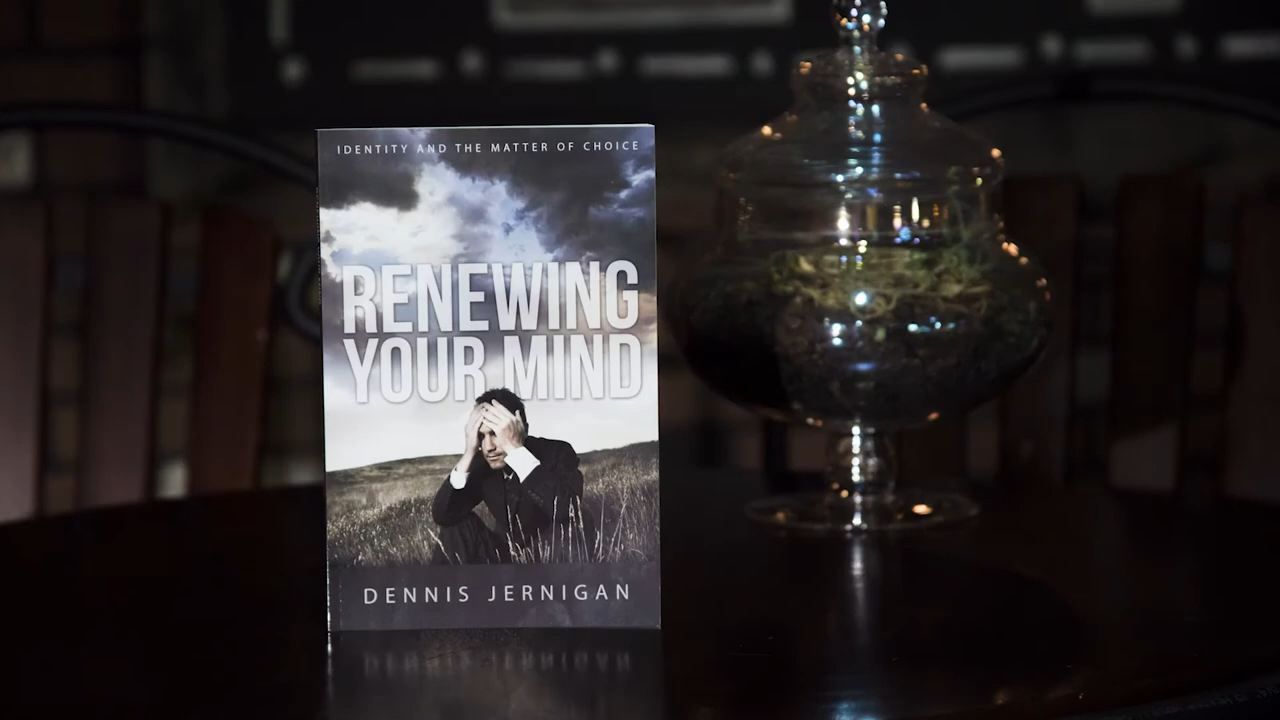 IDENTITY AND THE MATTER OF CHOICE
RENEWING
YOUR MIND
DENNIS JERNIGAN